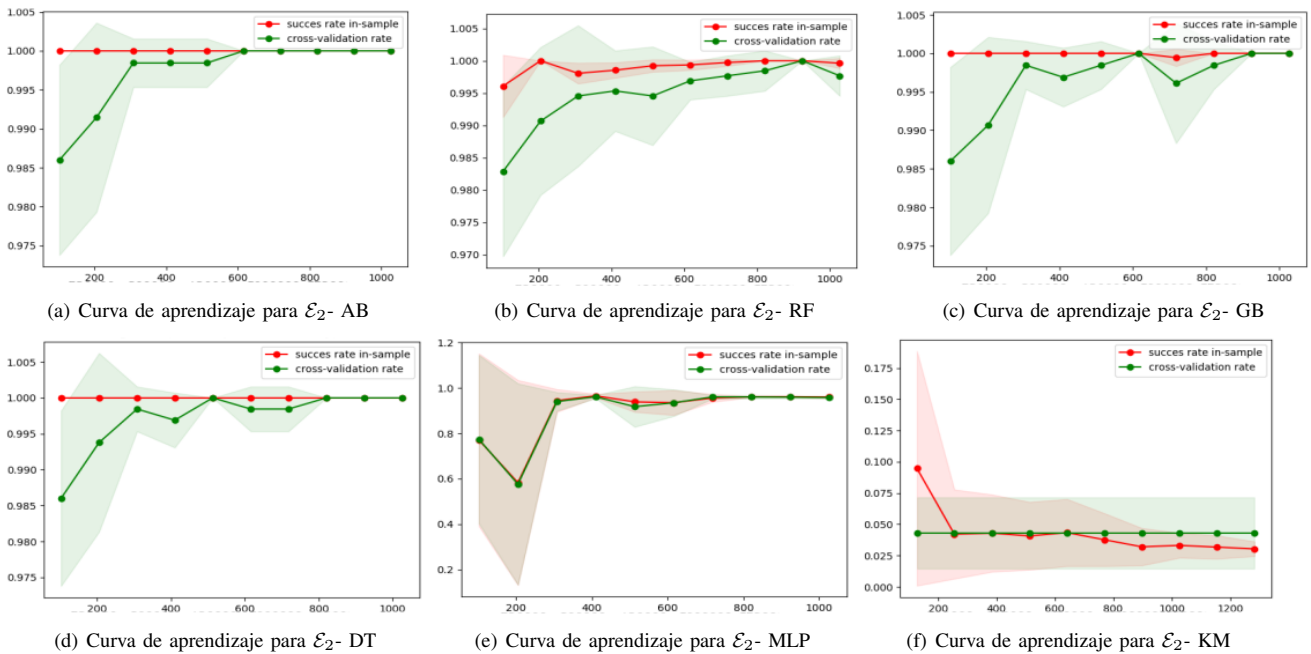 1.005
1.000
0.995
0.990
0.985
0.980
0.975
200 400 600 800 1000
succes rate in-sample
cross-validation rate
(a) Curva de aprendizaje para ℰ₂- AB
1.005
1.000
0.995
0.990
0.985
0.980
0.975
0.970
200 400 600 800 1000
succes rate in-sample
cross-validation rate
(b) Curva de aprendizaje para ℰ₂- RF
1.005
1.000
0.995
0.990
0.985
0.980
0.975
200 400 600 800 1000
succes rate in-sample
cross-validation rate
(c) Curva de aprendizaje para ℰ₂- GB
1.005
1.000
0.995
0.990
0.985
0.980
0.975
200 400 600 800 1000
succes rate in-sample
cross-validation rate
(d) Curva de aprendizaje para ℰ₂- DT
1.2
1.0
0.8
0.6
0.4
0.2
200 400 600 800 1000
succes rate in-sample
cross-validation rate
(e) Curva de aprendizaje para ℰ₂- MLP
0.175
0.150
0.125
0.100
0.075
0.050
0.025
0.000
200 400 600 800 1000 1200
succes rate in-sample
cross-validation rate
(f) Curva de aprendizaje para ℰ₂- KM